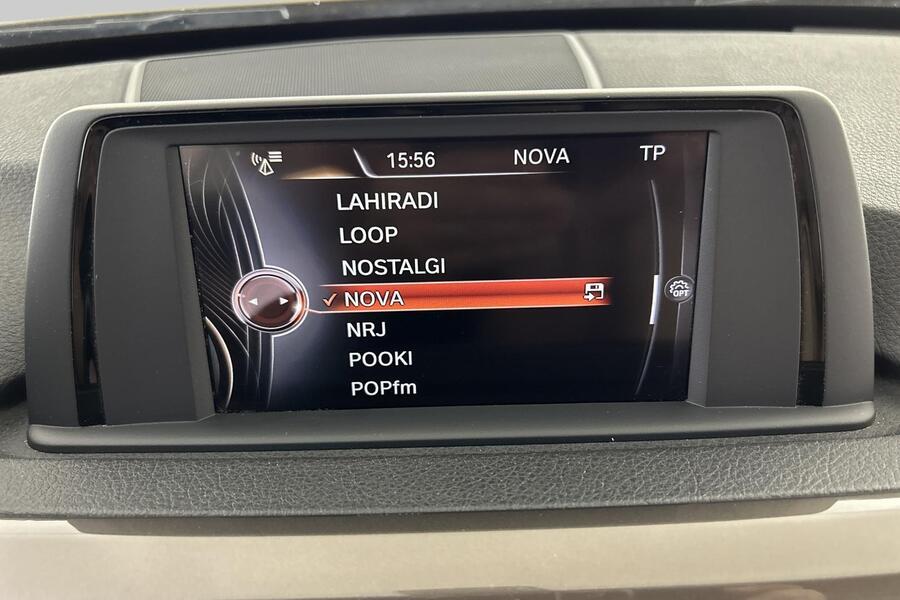 15:56 NOVA TP
LAHIRADI
LOOP
NOSTALGI
NOVA
NRJ
POOKI
POPfm
OPT